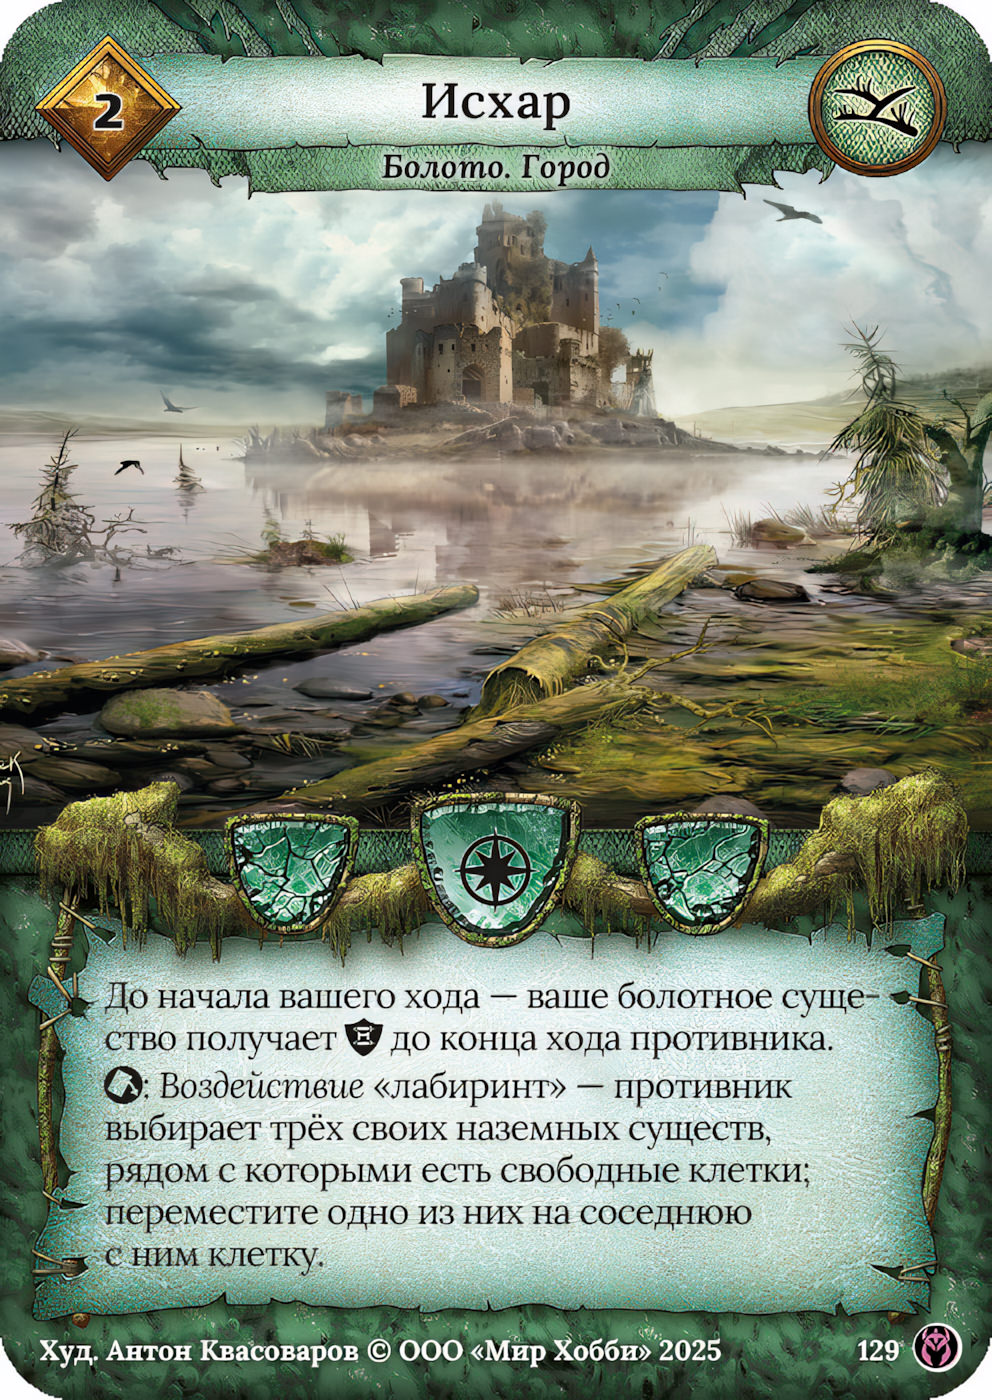 2
Исхар
Болото. Город
До начала вашего хода — ваше болотное суще-
ство получает до конца хода противника.
: Воздействие «лабиринт» — противник
выбирает трёх своих наземных существ,
рядом с которыми есть свободные клетки;
переместите одно из них на соседнюю
с ним клетку.
Худ. Антон Квасоваров © ООО «Мир Хобби» 2025
129